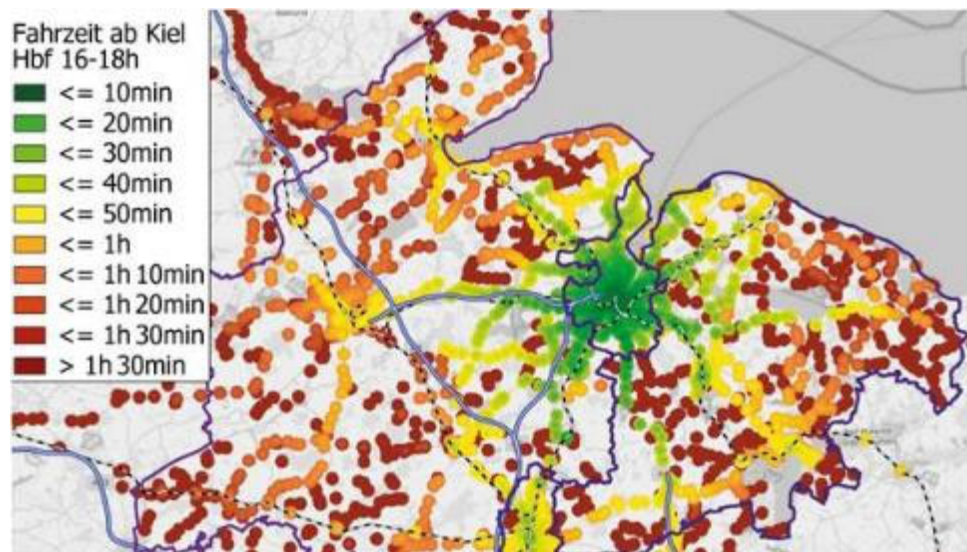 Fahrzeit ab Kiel
Hbf 16-18h
<= 10min
<= 20min
<= 30min
<= 40min
<= 50min
<= 1h
<= 1h 10min
<= 1h 20min
<= 1h 30min
> 1h 30min